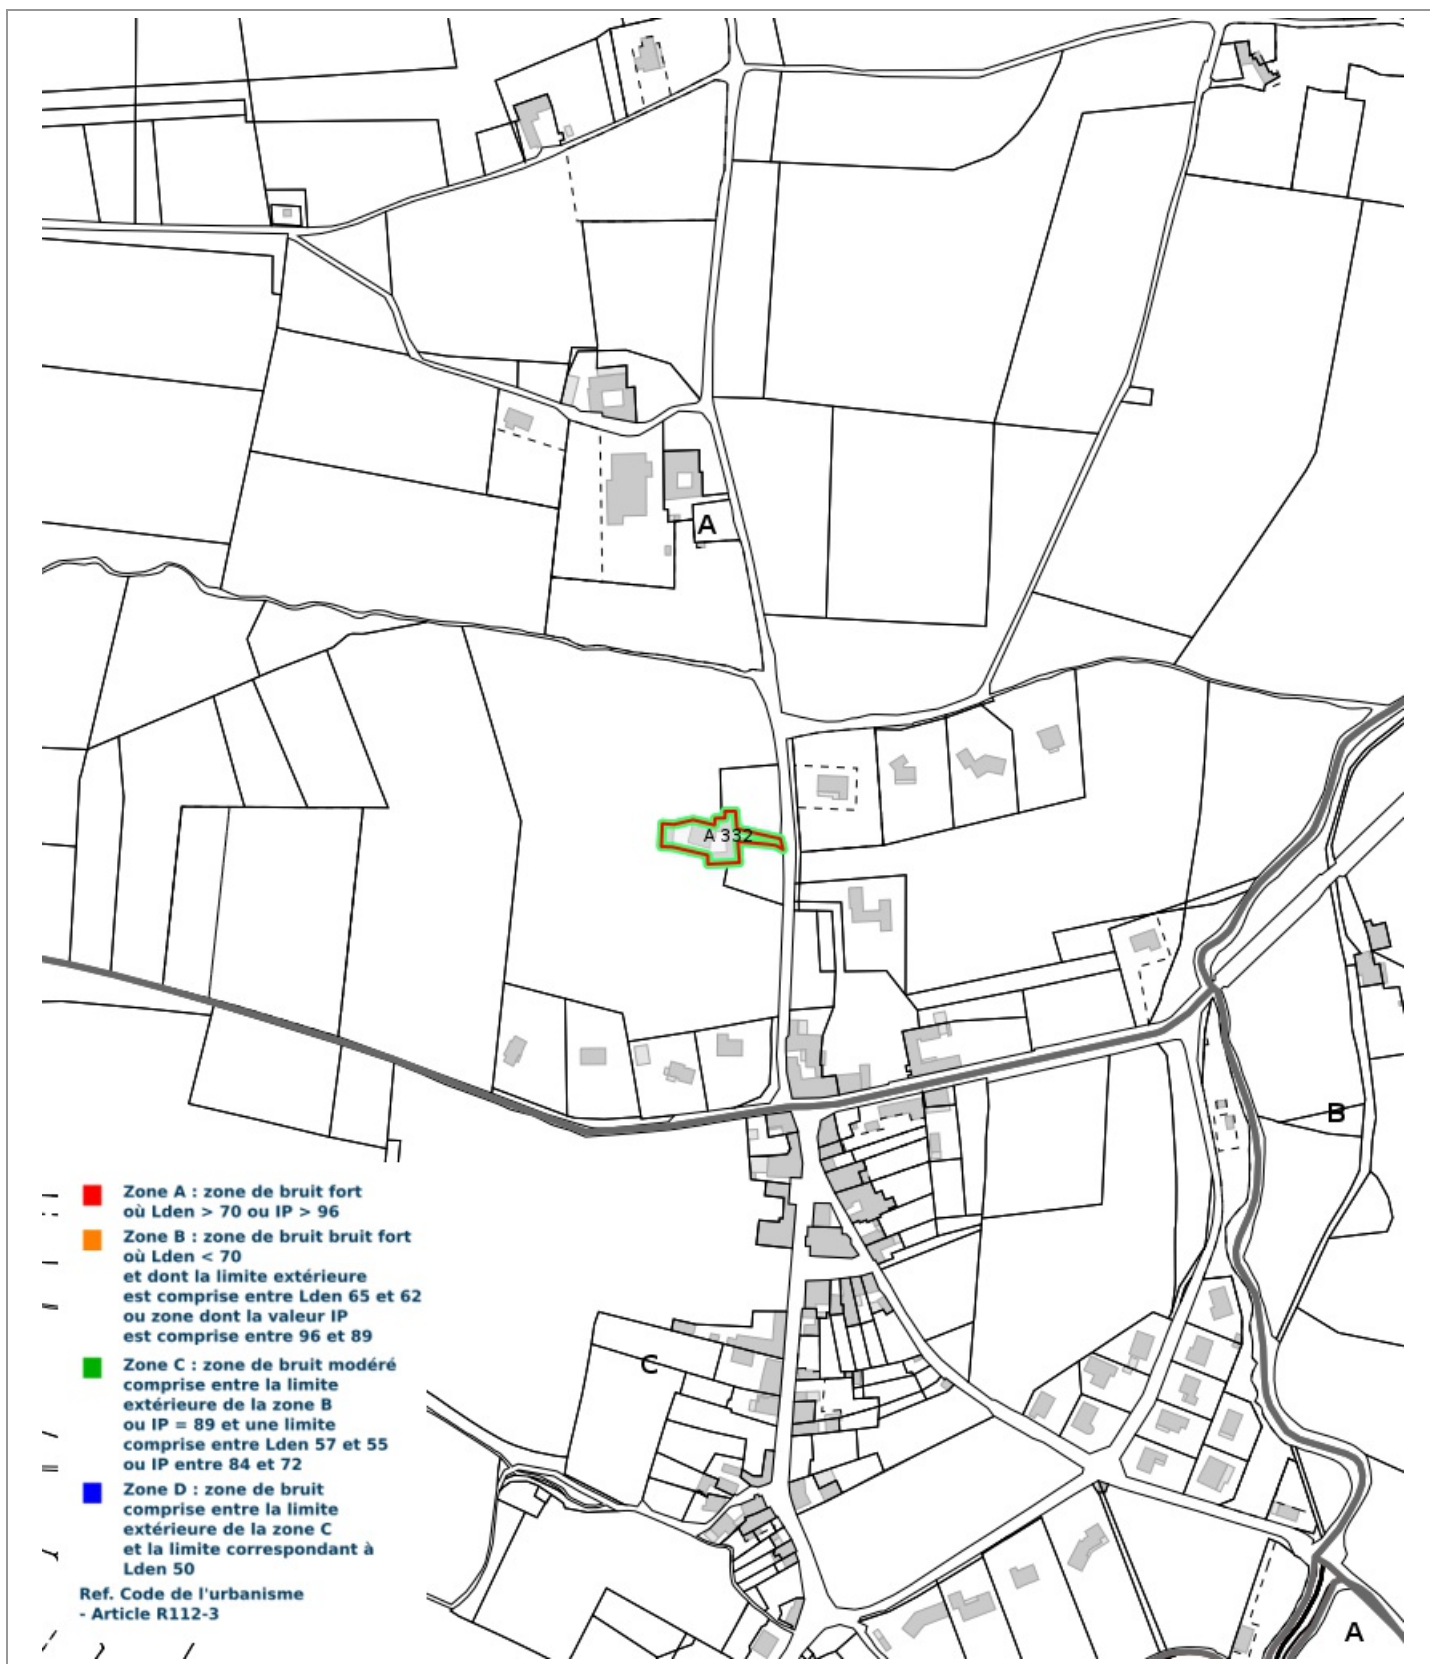 A
A 332
B
Zone A : zone de bruit fort
où Lden > 70 ou IP > 96
Zone B : zone de bruit bruit fort
où Lden < 70
et dont la limite extérieure
est comprise entre Lden 65 et 62
ou zone dont la valeur IP
est comprise entre 96 et 89
Zone C : zone de bruit modéré
comprise entre la limite
extérieure de la zone B
ou IP = 89 et une limite
comprise entre Lden 57 et 55
ou IP entre 84 et 72
Zone D : zone de bruit
comprise entre la limite
extérieure de la zone C
et la limite correspondant à
Lden 50
Ref. Code de l'urbanisme
- Article R112-3
C
A